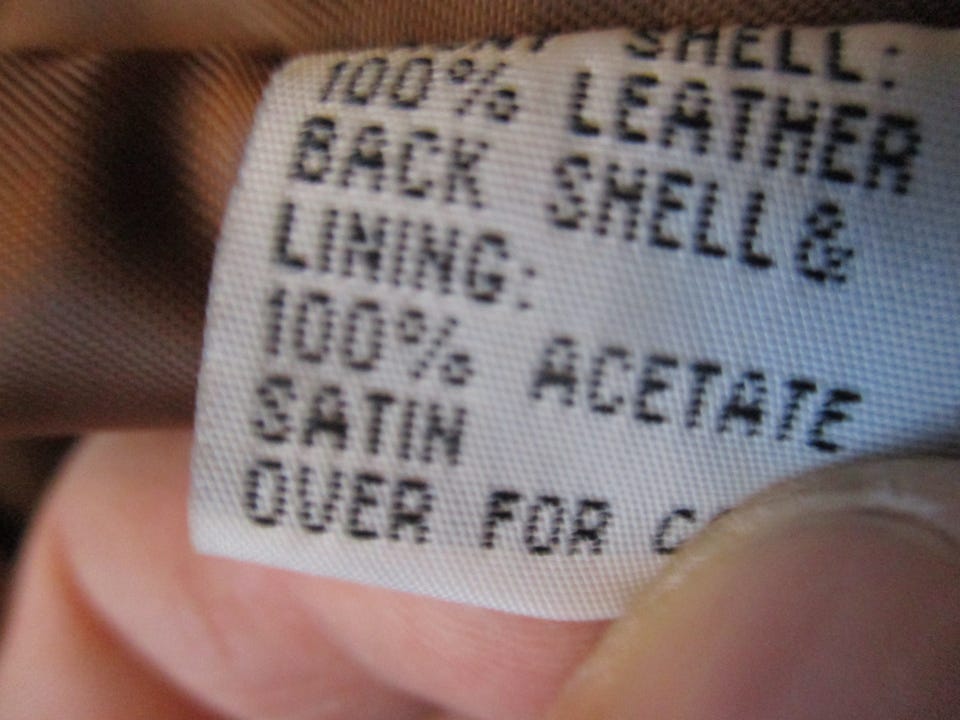 SHELL:
100% LEATHER
BACK SHELL &
LINING:
100% ACETATE
SATIN
OVER FOR